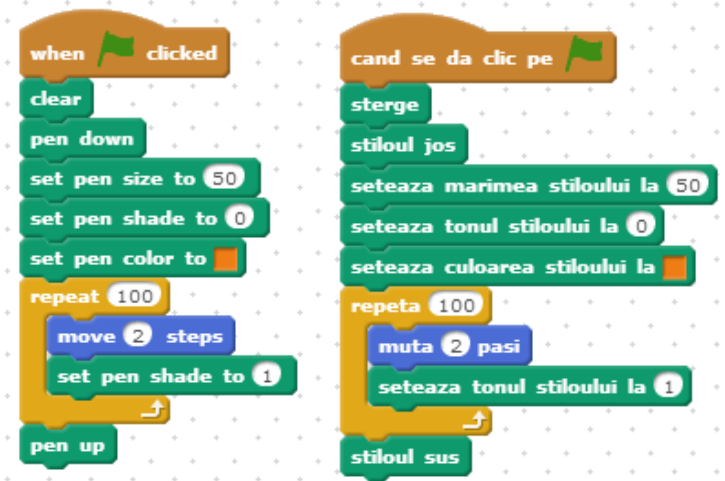 when clicked
clear
pen down
set pen size to 50
set pen shade to 0
set pen color to
repeat 100
move 2 steps
set pen shade to 1
pen up
cand se da clic pe
sterge
stiloul jos
seteaza marimea stiloului la 50
seteaza tonul stiloului la 0
seteaza culoarea stiloului la
repeta 100
muta 2 pasi
seteaza tonul stiloului la 1
stiloul sus